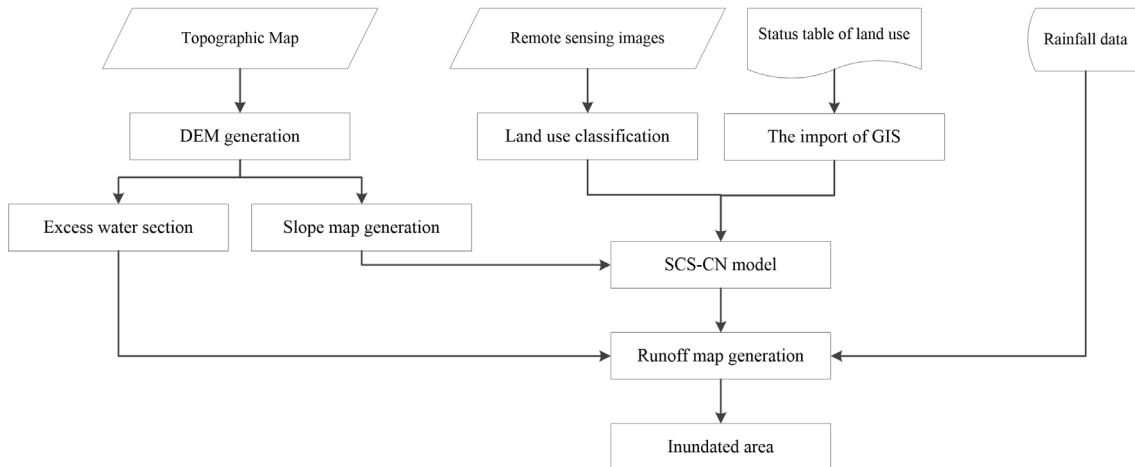 Topographic Map
Remote sensing images
Status table of land use
Rainfall data
DEM generation
Land use classification
The import of GIS
Excess water section
Slope map generation
SCS-CN model
Runoff map generation
Inundated area